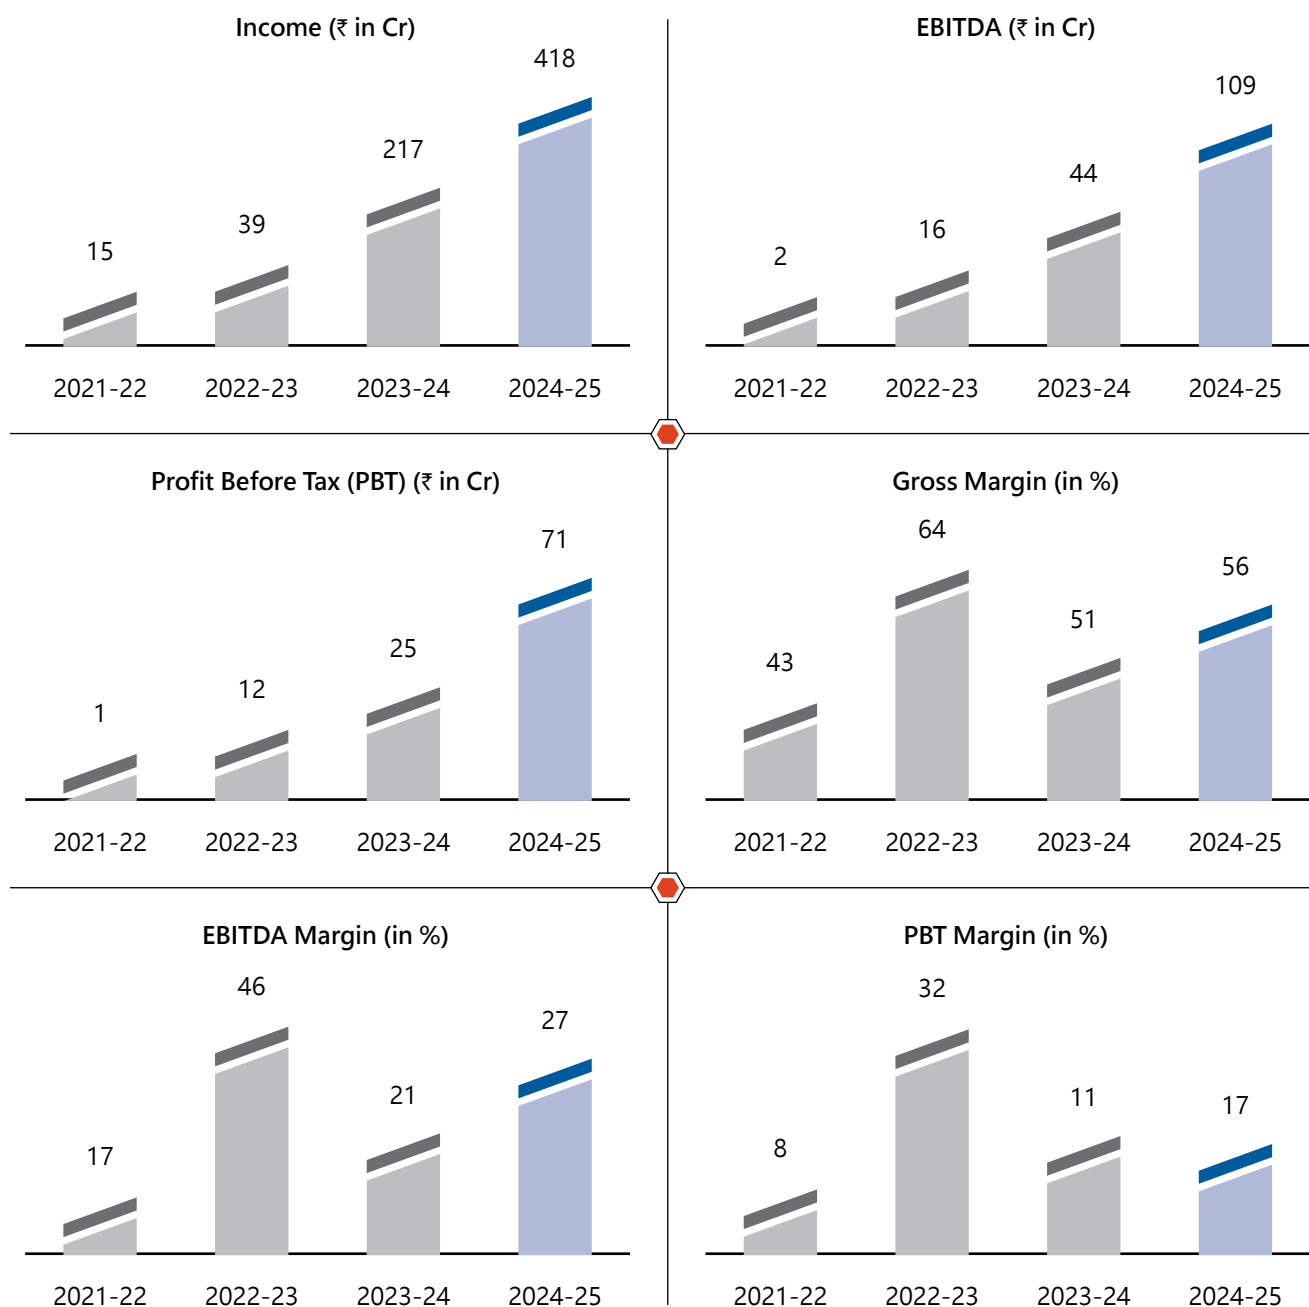 Income (₹ in Cr)
15
39
217
418
2021-22 2022-23 2023-24 2024-25
EBITDA (₹ in Cr)
2
16
44
109
2021-22 2022-23 2023-24 2024-25
Profit Before Tax (PBT) (₹ in Cr)
1
12
25
71
2021-22 2022-23 2023-24 2024-25
Gross Margin (in %)
43
64
51
56
2021-22 2022-23 2023-24 2024-25
EBITDA Margin (in %)
17
46
21
27
2021-22 2022-23 2023-24 2024-25
PBT Margin (in %)
8
32
11
17
2021-22 2022-23 2023-24 2024-25